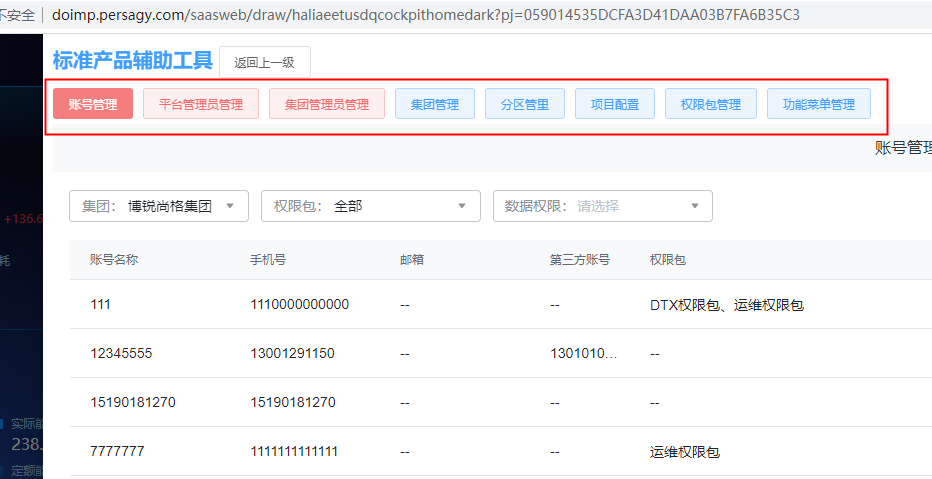 不安全 doimp.persagy.com/saasweb/draw/haliaeetusdqcockpithomedark?pj=059014535DCFA3D41DAA03B7FA6B35C3
标准产品辅助工具 返回上一级
账号管理 平台管理员管理 集团管理员管理 集团管理 分区管里 项目配置 权限包管理 功能菜单管理
账号管理
集团: 博锐尚格集团 权限包: 全部 数据权限: 请选择
+136.6
账号名称 手机号 邮箱 第三方账号 权限包
耗
111 1110000000000 -- -- DTX权限包、运维权限包
12345555 13001291150 -- 1301010... --
15190181270 15190181270 -- -- --
实际能
238.
7777777 1111111111111 -- -- 运维权限包
定额能